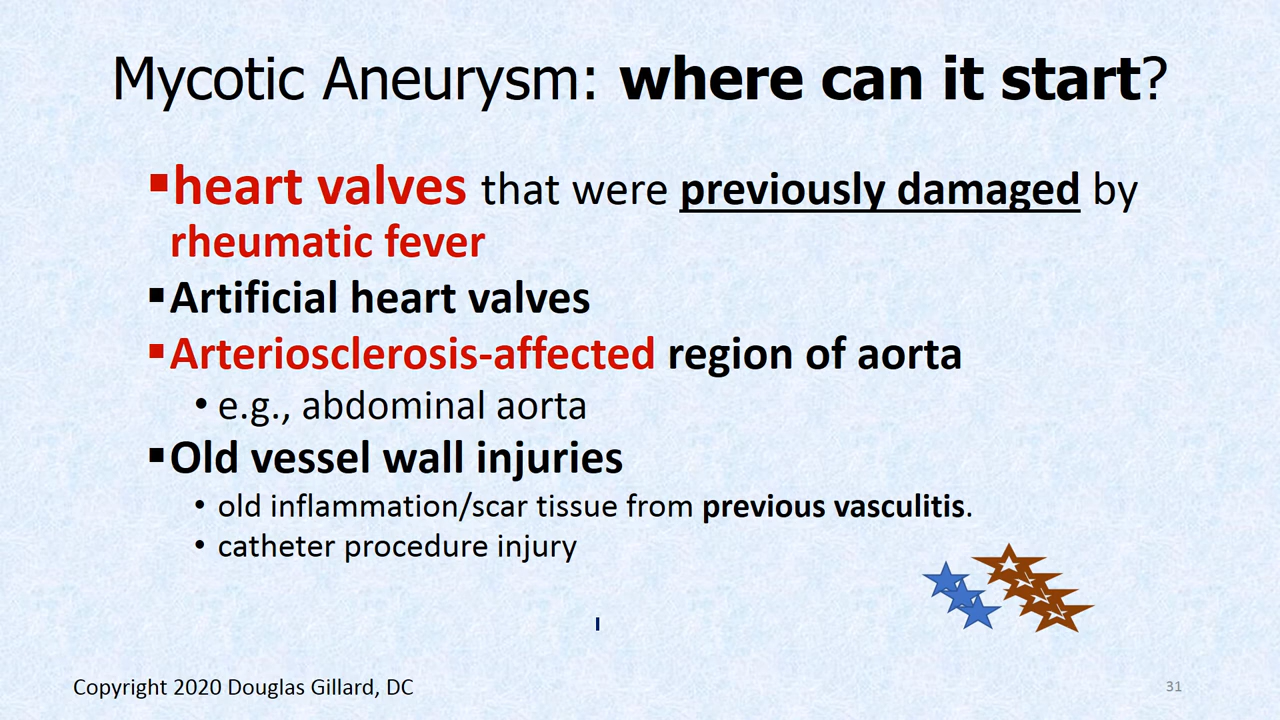 Mycotic Aneurysm: where can it start?
▪heart valves that were previously damaged by
rheumatic fever
▪Artificial heart valves
▪Arteriosclerosis-affected region of aorta
• e.g., abdominal aorta
▪Old vessel wall injuries
• old inflammation/scar tissue from previous vasculitis.
• catheter procedure injury
Copyright 2020 Douglas Gillard, DC
31